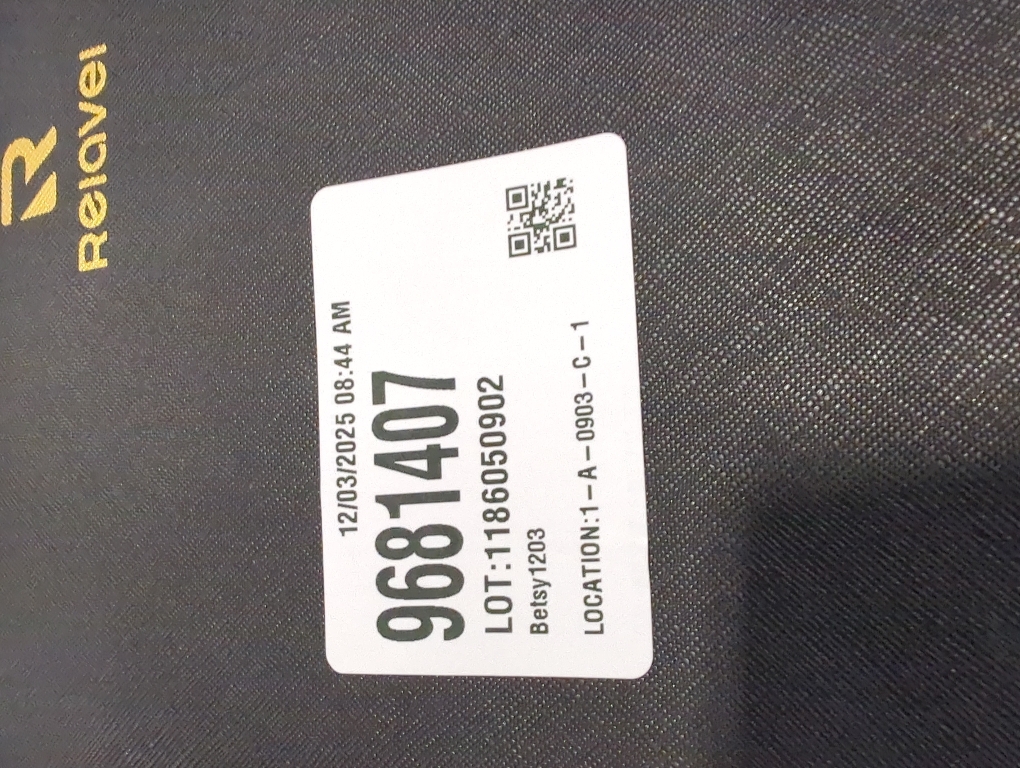 Relavel
12/03/2025 08:44 AM
9681407
LOT:1186050902
Betsy1203
LOCATION:1-A-0903-C-1